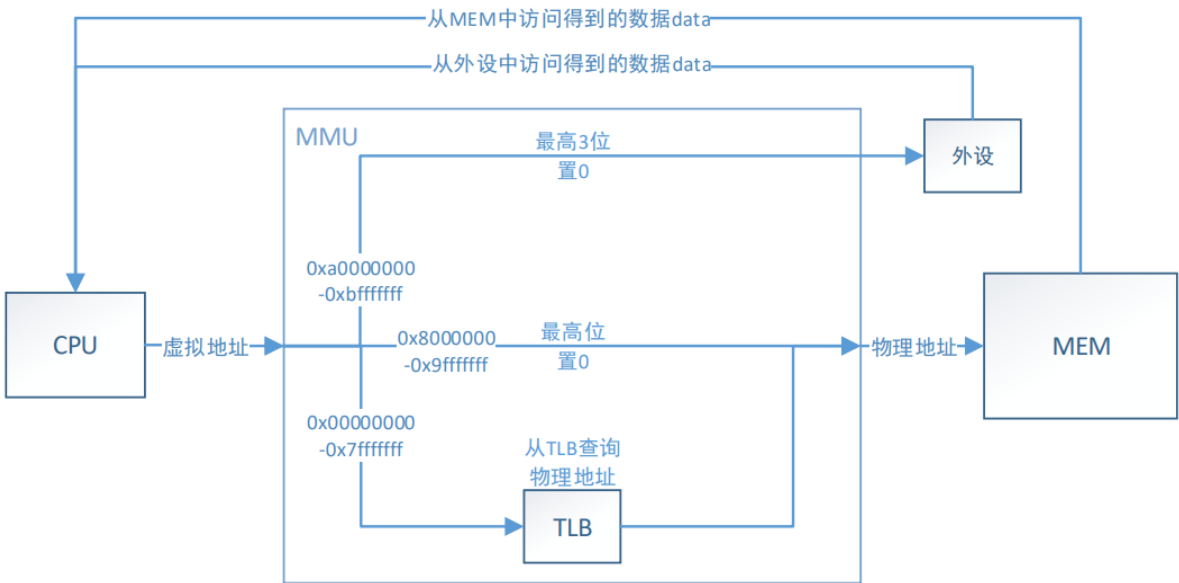 从MEM中访问得到的数据data
从外设中访问得到的数据data
MMU
最高3位
置0
外设
0xa0000000
-0xbfffffff
CPU
虚拟地址
0x8000000
-0x9fffffff
最高位
置0
物理地址
MEM
0x00000000
-0x7fffffff
从TLB查询
物理地址
TLB